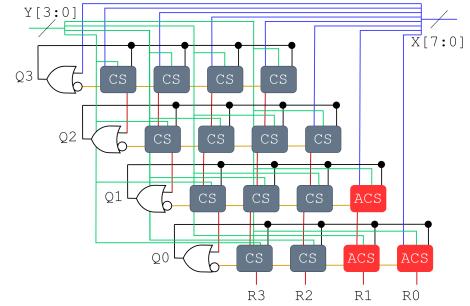 Y[3:0]
X[7:0]
Q3 CS CS CS CS
Q2 CS CS CS CS
Q1 CS CS CS ACS
Q0 CS CS ACS ACS
R3 R2 R1 R0